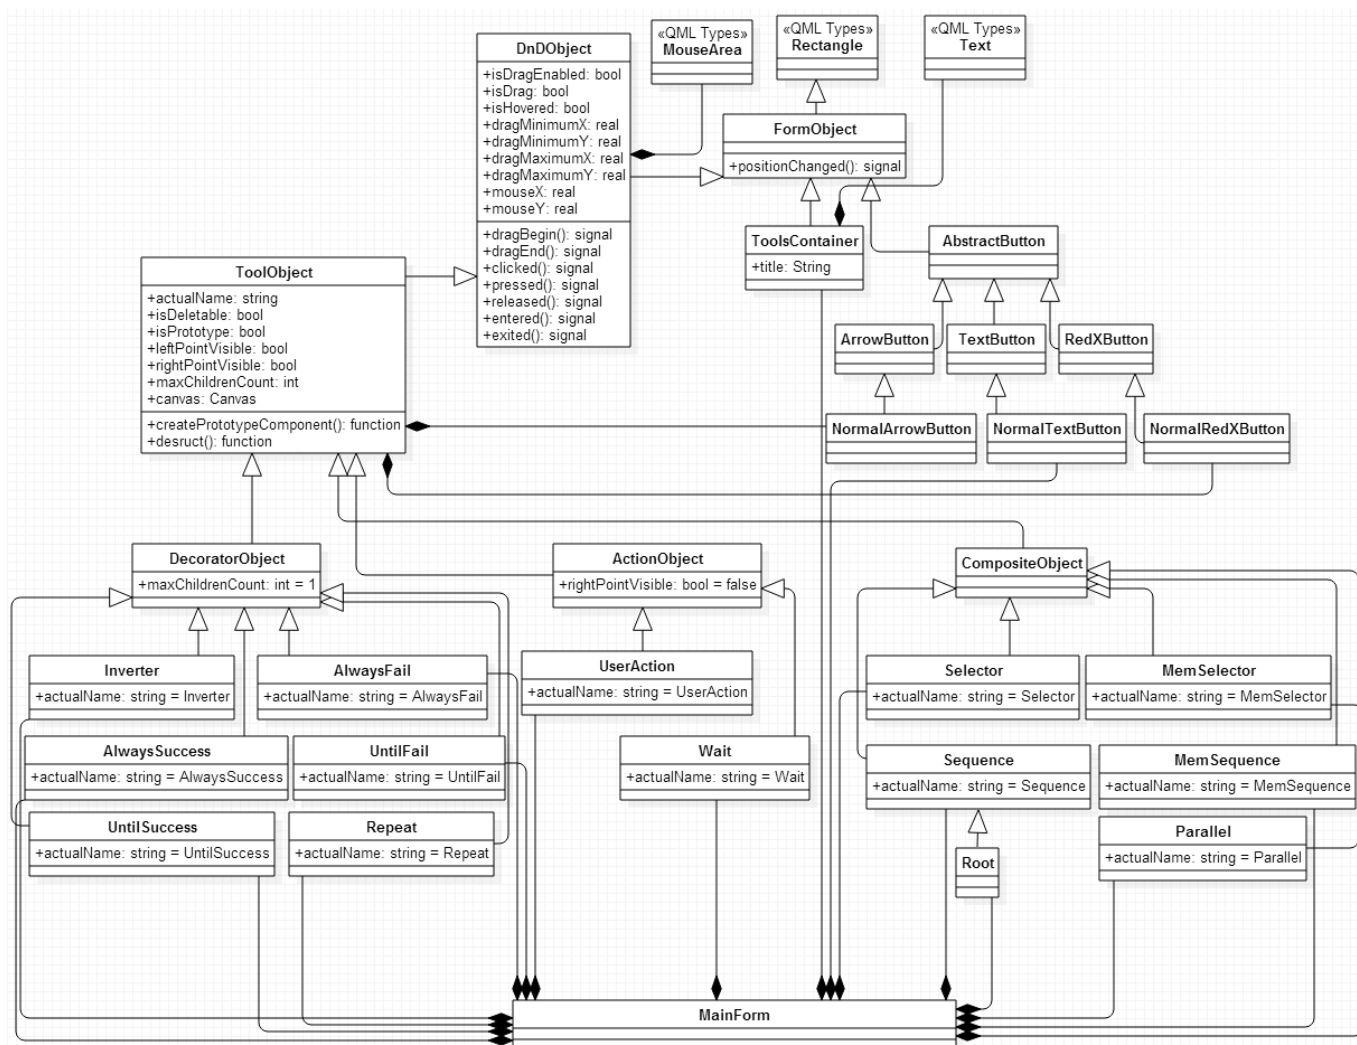 «QML Types»
MouseArea
«QML Types»
Rectangle
«QML Types»
Text
DnDObject
+isDragEnabled: bool
+isDrag: bool
+isHovered: bool
+dragMinimumX: real
+dragMinimumY: real
+dragMaximumX: real
+dragMaximumY: real
+mouseX: real
+mouseY: real
+dragBegin(): signal
+dragEnd(): signal
+clicked(): signal
+pressed(): signal
+released(): signal
+entered(): signal
+exited(): signal
FormObject
+positionChanged(): signal
ToolsContainer
+title: String
AbstractButton
ToolObject
+actualName: string
+isDeletable: bool
+isPrototype: bool
+leftPointVisible: bool
+rightPointVisible: bool
+maxChildrenCount: int
+canvas: Canvas
+createPrototypeComponent(): function
+desruct(): function
ArrowButton
TextButton
RedXButton
NormalArrowButton
NormalTextButton
NormalRedXButton
DecoratorObject
+maxChildrenCount: int = 1
ActionObject
+rightPointVisible: bool = false
CompositeObject
Inverter
+actualName: string = Inverter
AlwaysFail
+actualName: string = AlwaysFail
UserAction
+actualName: string = UserAction
Selector
+actualName: string = Selector
MemSelector
+actualName: string = MemSelector
AlwaysSuccess
+actualName: string = AlwaysSuccess
UntilFail
+actualName: string = UntilFail
Wait
+actualName: string = Wait
Sequence
+actualName: string = Sequence
MemSequence
+actualName: string = MemSequence
UntilSuccess
+actualName: string = UntilSuccess
Repeat
+actualName: string = Repeat
Root
Parallel
+actualName: string = Parallel
MainForm